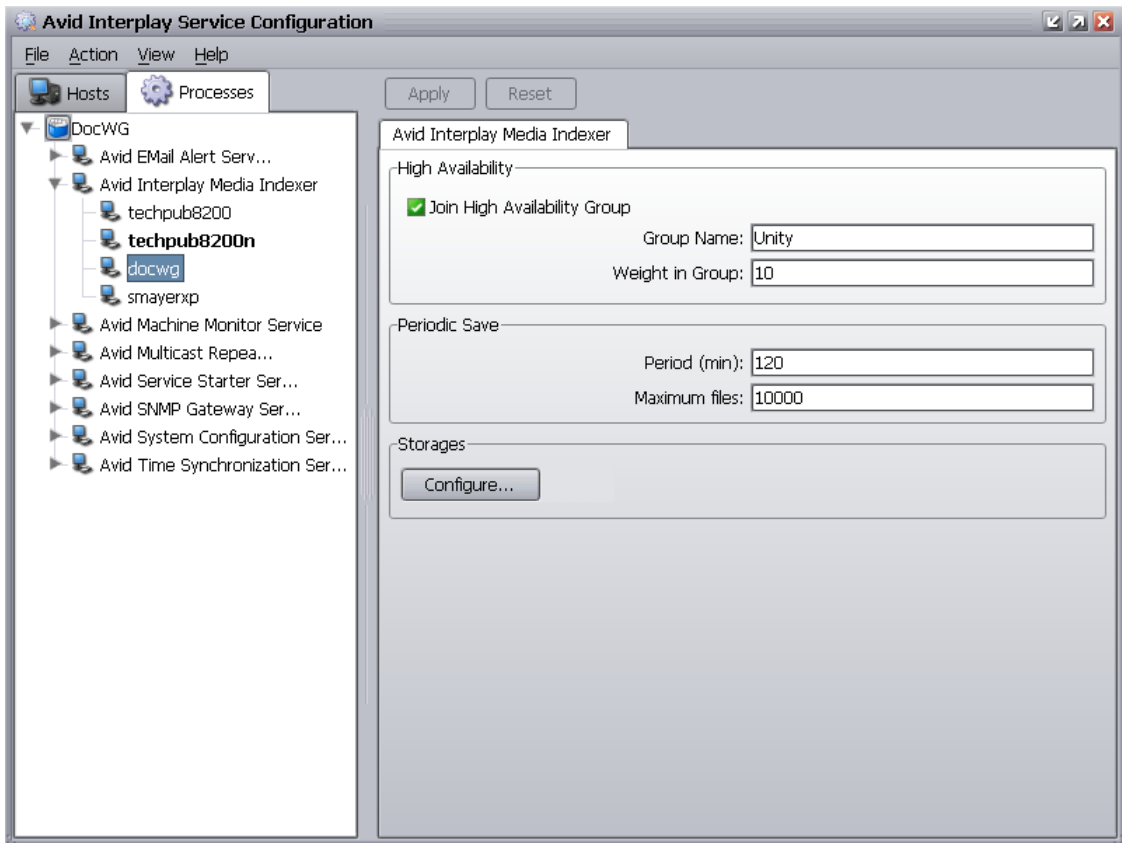 Avid Interplay Service Configuration
File Action View Help
Hosts Processes
Apply Reset
DocWG
Avid EMail Alert Serv...
Avid Interplay Media Indexer
techpub8200
techpub8200n
docwg
smayerxp
Avid Machine Monitor Service
Avid Multicast Repea...
Avid Service Starter Ser...
Avid SNMP Gateway Ser...
Avid System Configuration Ser...
Avid Time Synchronization Ser...
Avid Interplay Media Indexer
High Availability
Join High Availability Group
Group Name: Unity
Weight in Group: 10
Periodic Save
Period (min): 120
Maximum files: 10000
Storages
Configure...